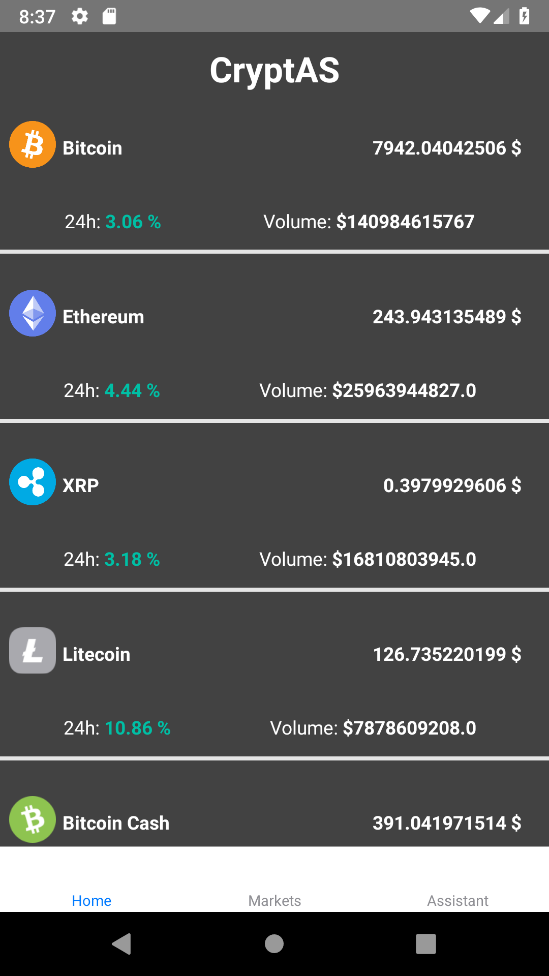 8:37
CryptAS
Bitcoin 7942.04042506 $
24h: 3.06 % Volume: $140984615767
Ethereum 243.943135489 $
24h: 4.44 % Volume: $25963944827.0
XRP 0.3979929606 $
24h: 3.18 % Volume: $16810803945.0
Litecoin 126.735220199 $
24h: 10.86 % Volume: $7878609208.0
Bitcoin Cash 391.041971514 $
Home Markets Assistant